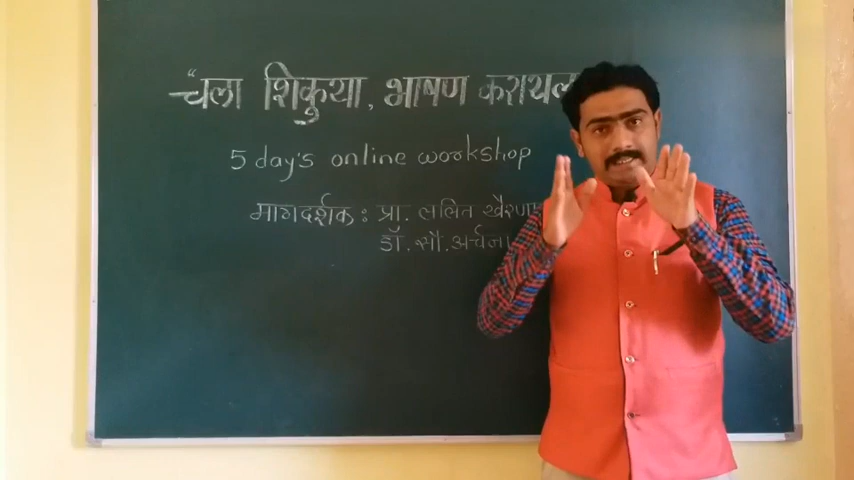 "चला शिकुया, भाषण करायल
5 day's online workshop
मार्गदर्शक : प्रा. ललित
डॉ. सौ. अर्चना